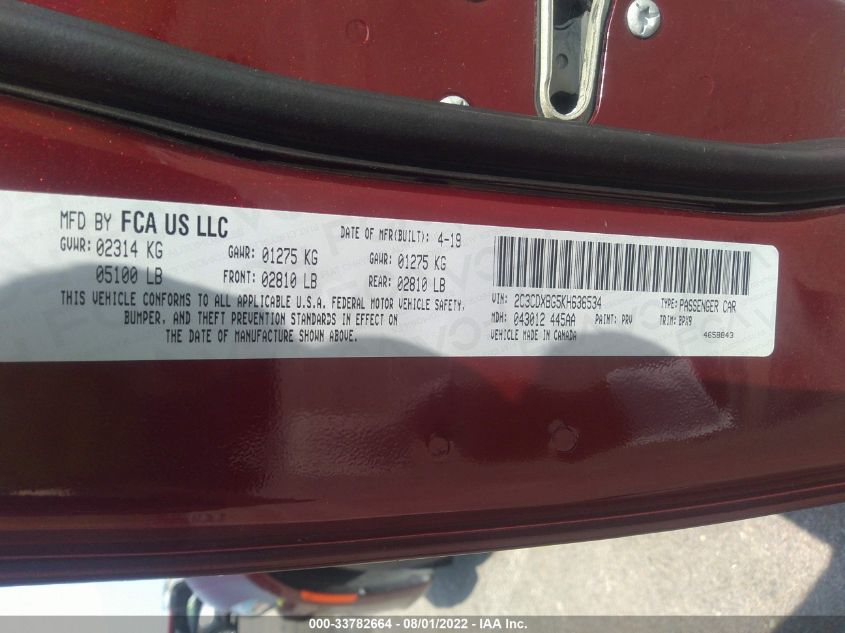 MFD BY FCA US LLC DATE OF MFR(BUILT): 4-19
GVWR: 02314 KG GAWR: 01275 KG GAWR: 01275 KG
05100 LB FRONT: 02810 LB REAR: 02810 LB
THIS VEHICLE CONFORMS TO ALL APPLICABLE U.S.A. FEDERAL MOTOR VEHICLE SAFETY,
BUMPER, AND THEFT PREVENTION STANDARDS IN EFFECT ON
THE DATE OF MANUFACTURE SHOWN ABOVE.
VIN: 2C3CDXBG5KH636534 TYPE: PASSENGER CAR
MDH: 043012 445AA PAINT: PRV TRIM: BPX9
VEHICLE MADE IN CANADA 4658843
000-33782664 - 08/01/2022 - IAA Inc.